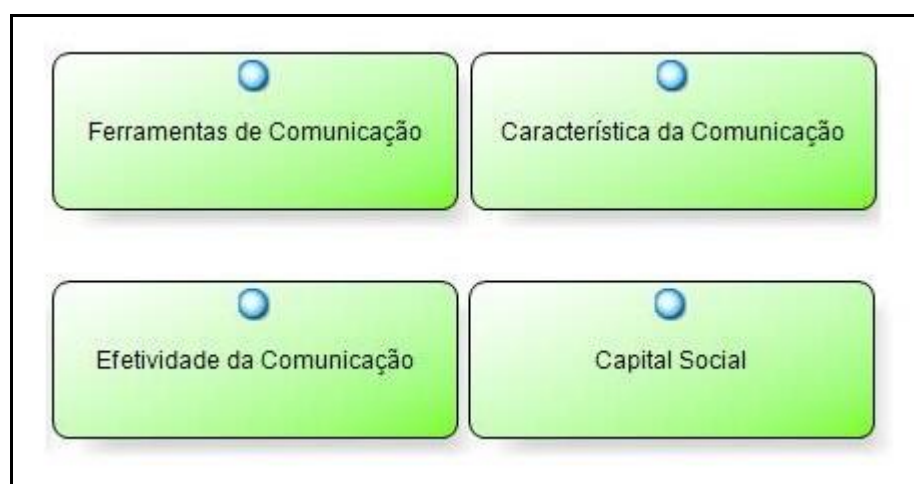 Ferramentas de Comunicação
Característica da Comunicação
Efetividade da Comunicação
Capital Social